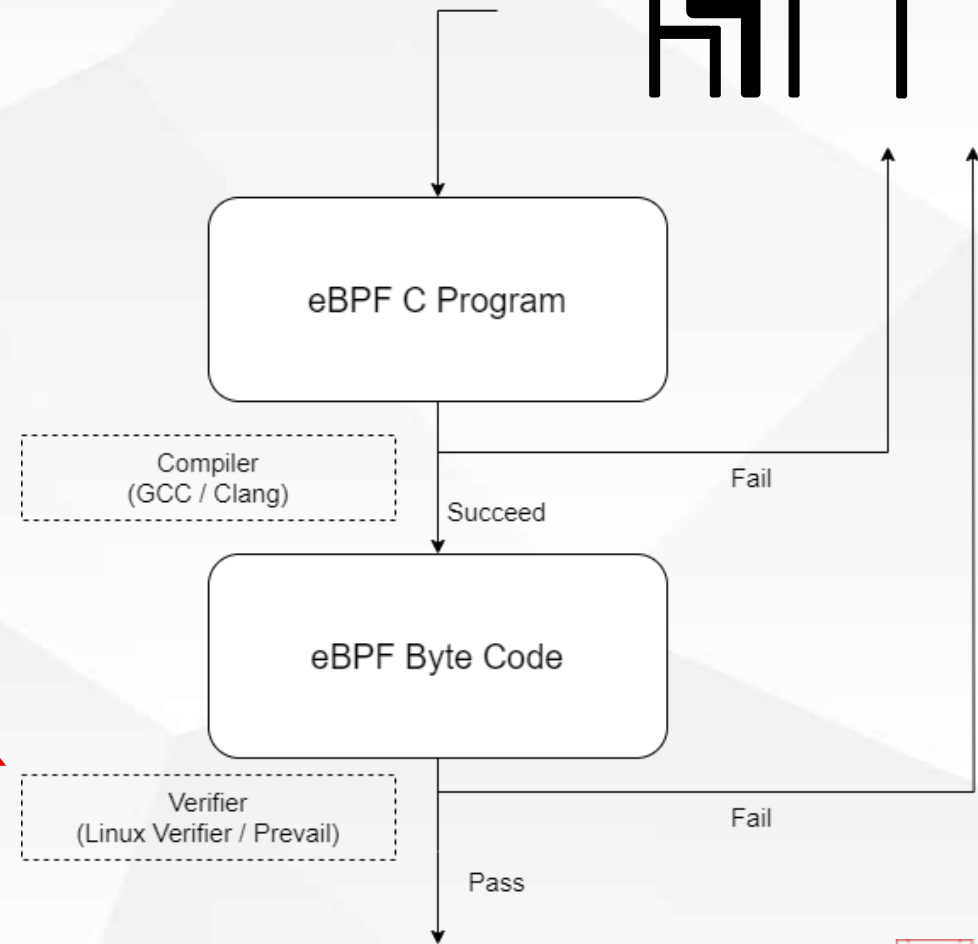 eBPF C Program
Compiler
(GCC / Clang)
Fail
Succeed
eBPF Byte Code
Verifier
(Linux Verifier / Prevail)
Fail
Pass